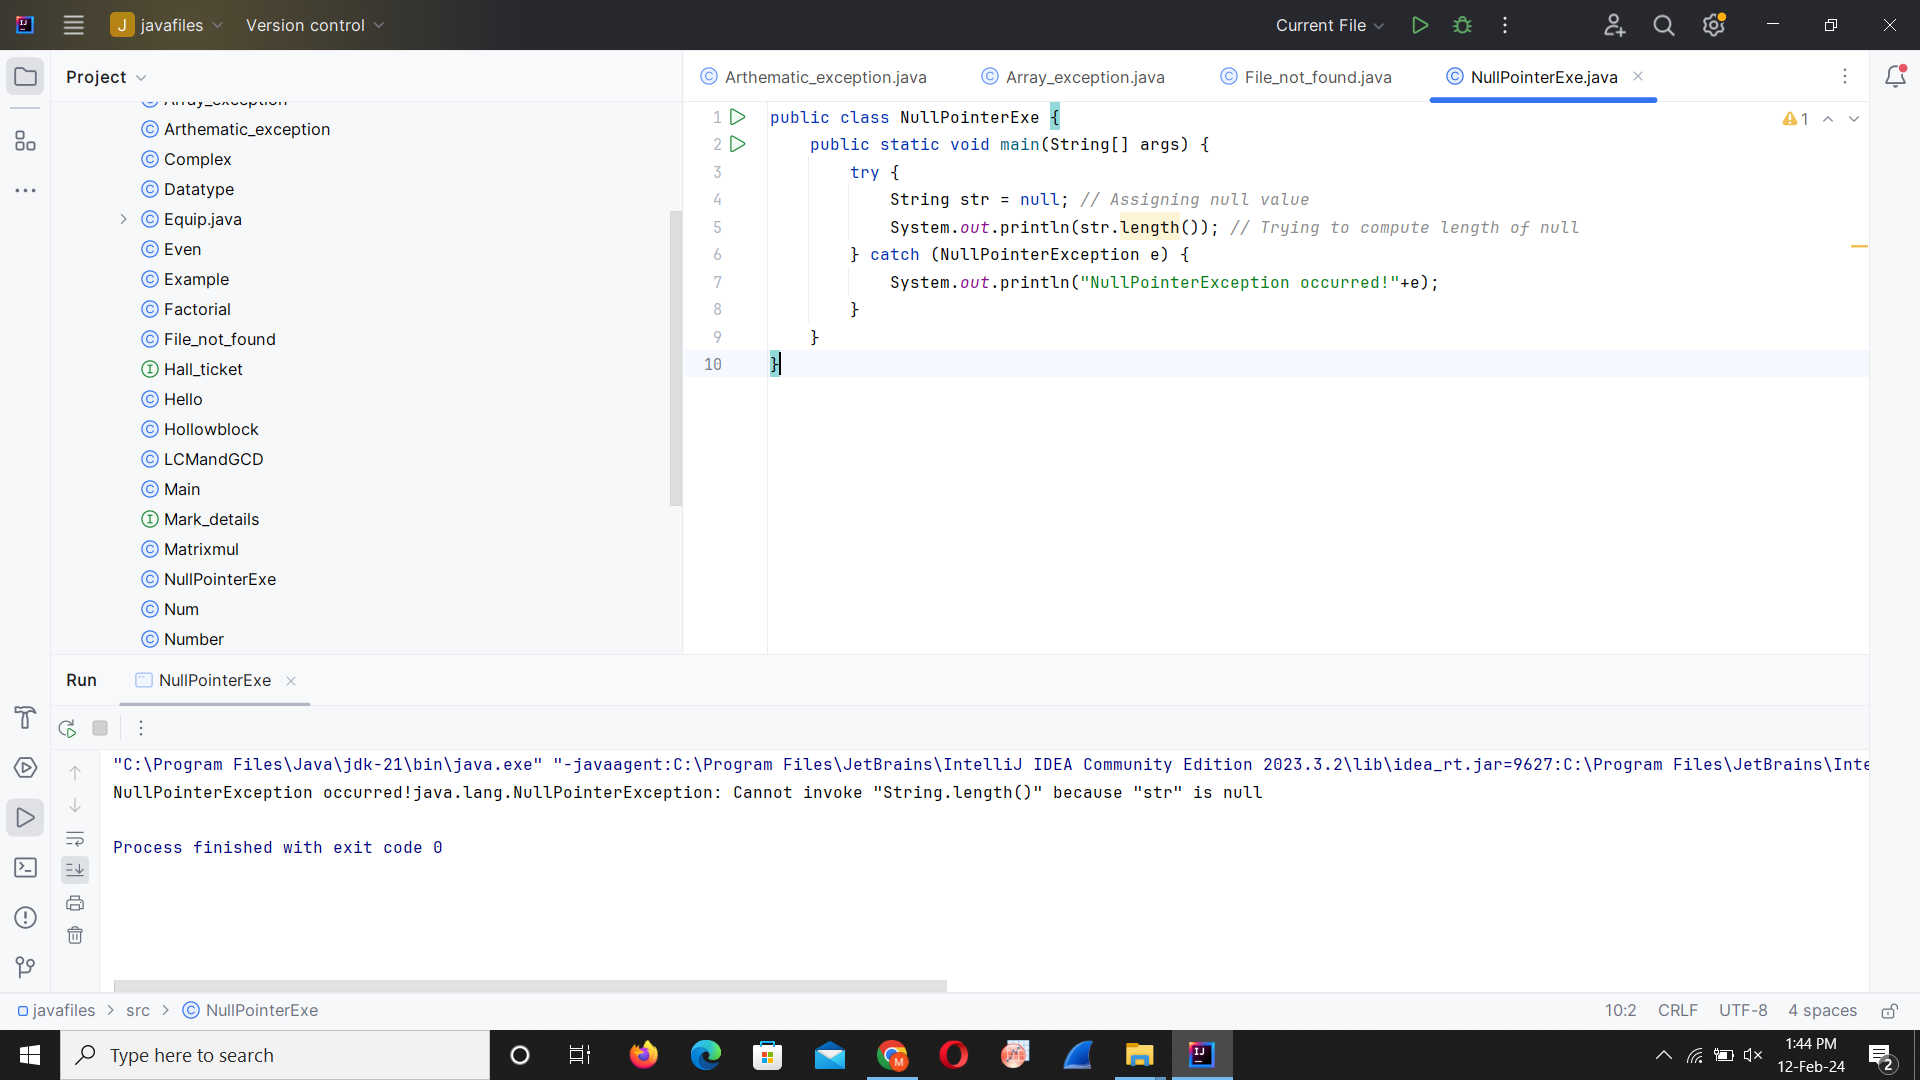 J javafiles Version control Current File
Project
Arthematic_exception.java Array_exception.java File_not_found.java NullPointerExe.java
Array_exception
Arthematic_exception
Complex
Datatype
Equip.java
Even
Example
Factorial
File_not_found
Hall_ticket
Hello
Hollowblock
LCMandGCD
Main
Mark_details
Matrixmul
NullPointerExe
Num
Number
1 public class NullPointerExe {
2 public static void main(String[] args) {
3 try {
4 String str = null; // Assigning null value
5 System.out.println(str.length()); // Trying to compute length of null
6 } catch (NullPointerException e) {
7 System.out.println("NullPointerException occurred!"+e);
8 }
9 }
10 }
1
Run NullPointerExe
"C:\Program Files\Java\jdk-21\bin\java.exe" "-javaagent:C:\Program Files\JetBrains\IntelliJ IDEA Community Edition 2023.3.2\lib\idea_rt.jar=9627:C:\Program Files\JetBrains\Inte
NullPointerException occurred!java.lang.NullPointerException: Cannot invoke "String.length()" because "str" is null
Process finished with exit code 0
javafiles > src > NullPointerExe 10:2 CRLF UTF-8 4 spaces
Type here to search
1:44 PM
12-Feb-24
2